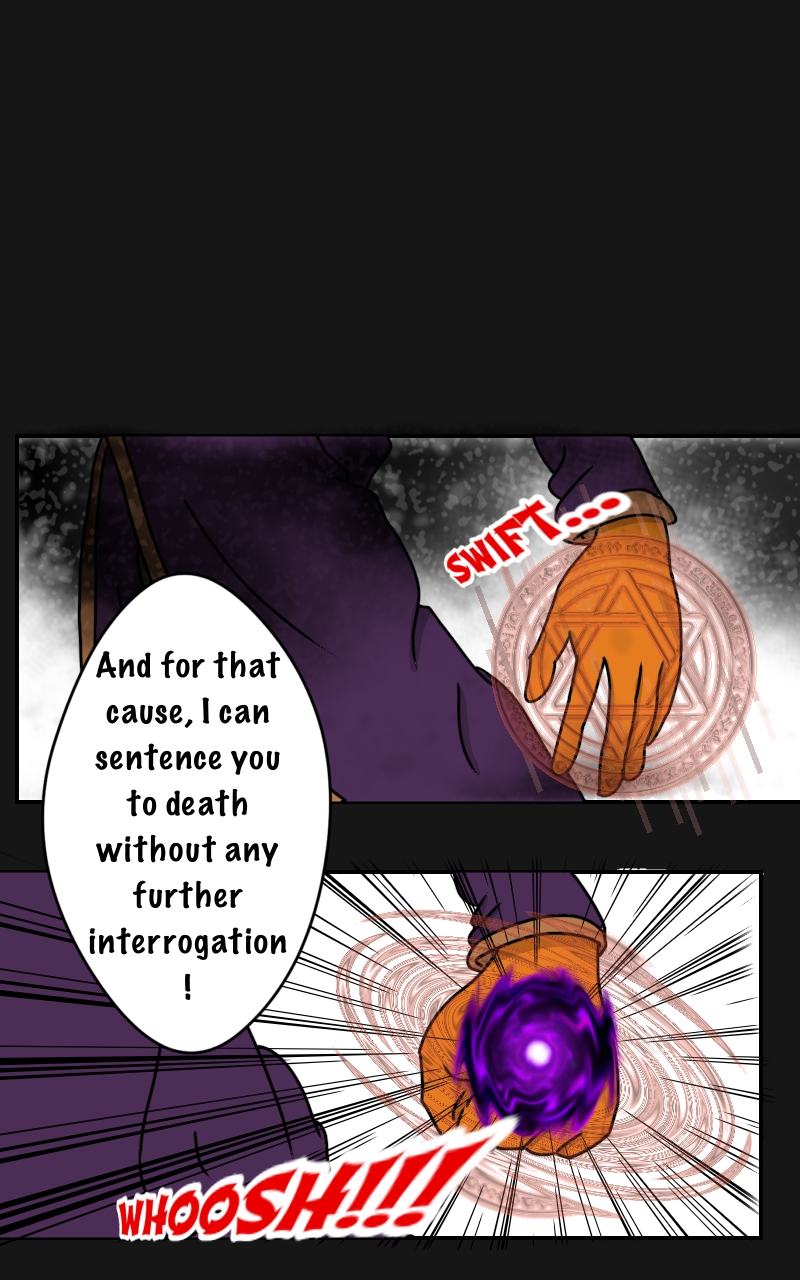 SWIFT...
And for that
cause, I can
sentence you
to death
without any
further
interrogation
!
WHOOSH!!!